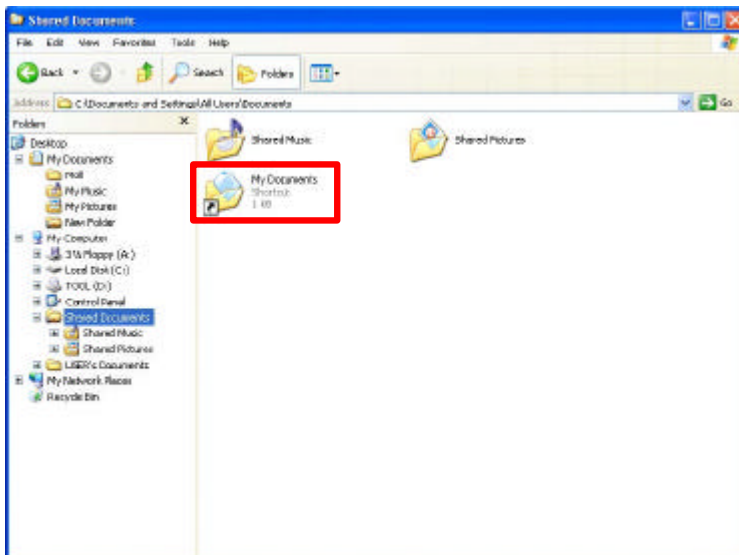 Shared Documents
File Edit View Favorites Tools Help
Back Search Folders
Address C:\Documents and Settings\All Users\Documents Go
Folders ×
Desktop
My Documents
mail
My Music
My Pictures
New Folder
My Computer
3½ Floppy (A:)
Local Disk (C:)
TOOL (D:)
Control Panel
Shared Documents
Shared Music
Shared Pictures
USER's Documents
My Network Places
Recycle Bin
Shared Music
Shared Pictures
My Documents
Shortcut
1 KB